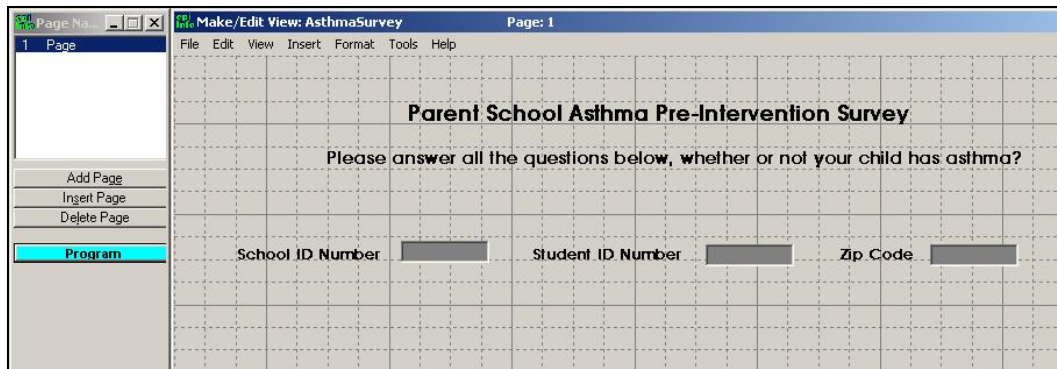 Page Na...
1 Page
Add Page
Insert Page
Delete Page
Program
Make/Edit View: AsthmaSurvey Page: 1
File Edit View Insert Format Tools Help
Parent School Asthma Pre-Intervention Survey
Please answer all the questions below, whether or not your child has asthma?
School ID Number Student ID Number Zip Code